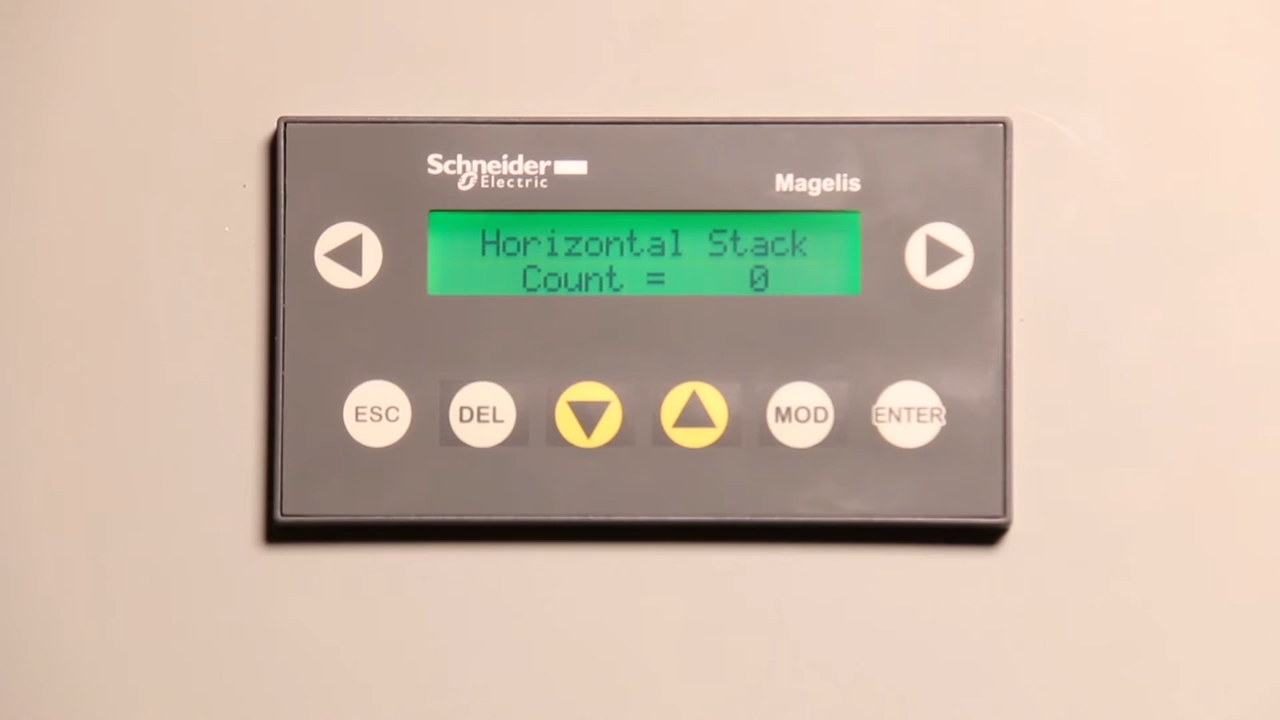 Schneider
Electric
Magelis
Horizontal Stack
Count = 0
ESC
DEL
MOD
ENTER